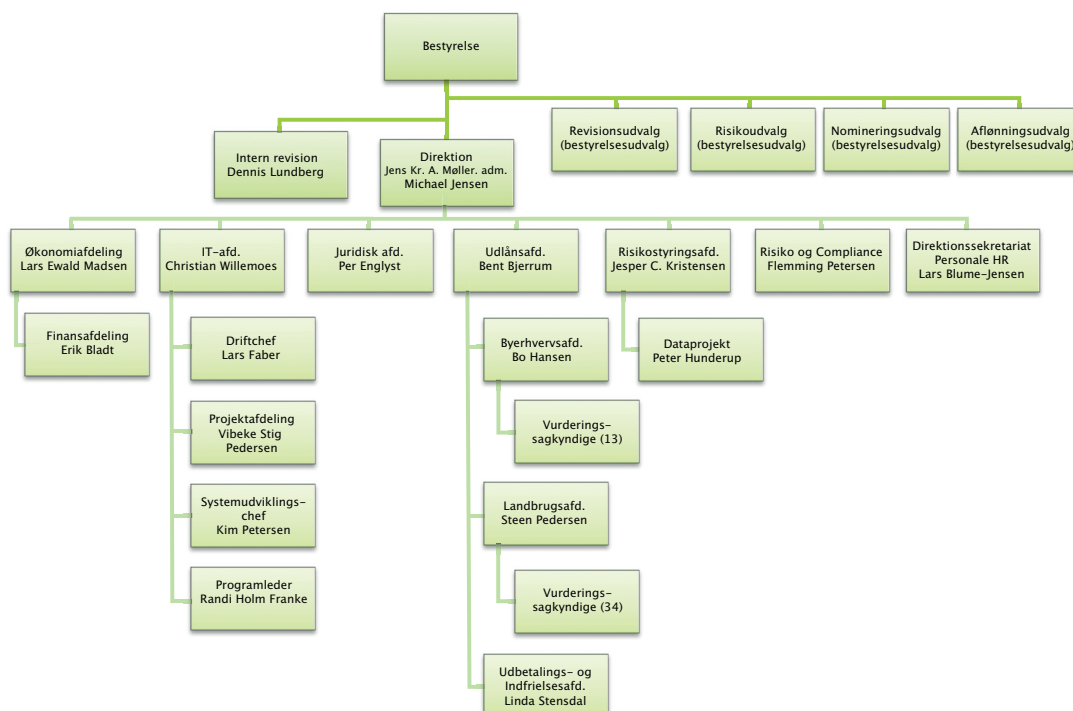 Bestyrelse
Revisionsudvalg
(bestyrelsesudvalg)
Risikoudvalg
(bestyrelsesudvalg)
Nomineringsudvalg
(bestyrelsesudvalg)
Aflønningsudvalg
(bestyrelsesudvalg)
Intern revision
Dennis Lundberg
Direktion
Jens Kr. A. Møller. adm.
Michael Jensen
Økonomiafdeling
Lars Ewald Madsen
IT-afd.
Christian Willemoes
Juridisk afd.
Per Englyst
Udlånsafd.
Bent Bjerrum
Risikostyringsafd.
Jesper C. Kristensen
Risiko og Compliance
Flemming Petersen
Direktionssekretariat
Personale HR
Lars Blume-Jensen
Finansafdeling
Erik Bladt
Driftchef
Lars Faber
Projektafdeling
Vibeke Stig
Pedersen
Systemudviklings-
chef
Kim Petersen
Programleder
Randi Holm Franke
Byerhvervsafd.
Bo Hansen
Vurderings-
sagkyndige (13)
Landbrugsafd.
Steen Pedersen
Vurderings-
sagkyndige (34)
Udbetalings- og
Indfrielsesafd.
Linda Stensdal
Dataprojekt
Peter Hunderup